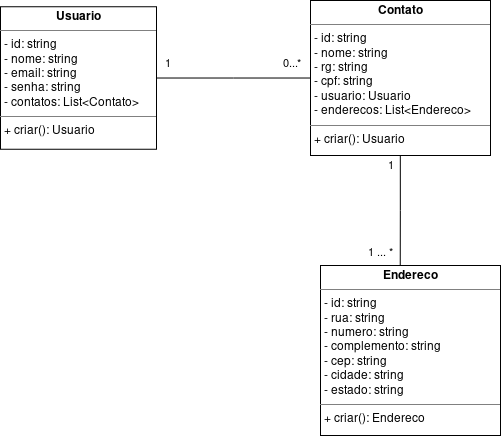 Usuario
- id: string
- nome: string
- email: string
- senha: string
- contatos: List<Contato>
+ criar(): Usuario
1
0...*
Contato
- id: string
- nome: string
- rg: string
- cpf: string
- usuario: Usuario
- enderecos: List<Endereco>
+ criar(): Usuario
1
1 ... *
Endereco
- id: string
- rua: string
- numero: string
- complemento: string
- cep: string
- cidade: string
- estado: string
+ criar(): Endereco